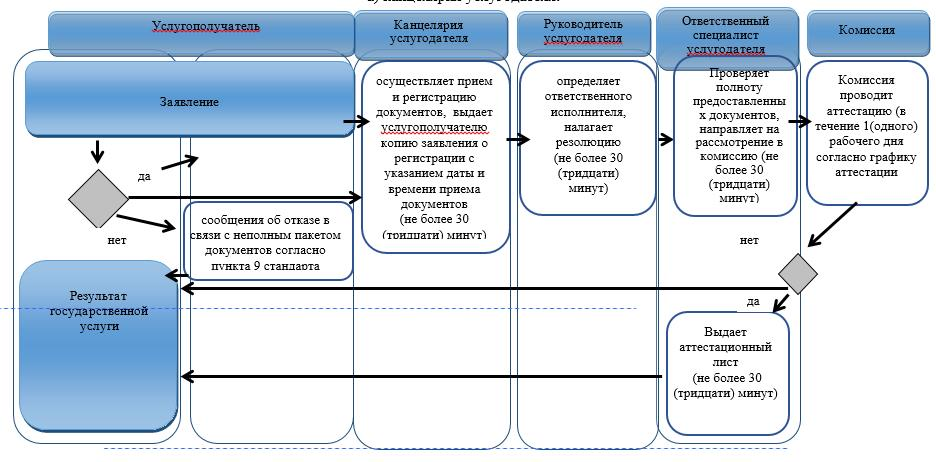 а) канцелярия услугодателя:
Услугополучатель
Канцелярия
услугодателя
Руководитель
услугодателя
Ответственный
специалист
услугодателя
Комиссия
Заявление
осуществляет прием
и регистрацию
документов, выдает
услугополучателю
копию заявления о
регистрации с
указанием даты и
времени приема
документов
(не более 30
(тридцати) минут)
определяет
ответственного
исполнителя,
налагает
резолюцию
(не более 30
(тридцати)
минут)
Проверяет
полноту
предоставленны
х документов,
направляет на
рассмотрение в
комиссию (не
более 30
(тридцати)
минут)
Комиссия
проводит
аттестацию (в
течение 1(одного)
рабочего дня
согласно графику
аттестации
да
нет
сообщения об отказе в
связи с неполным пакетом
документов согласно
пункта 9 стандарта
нет
да
Результат
государственной
услуги
Выдает
аттестационный
лист
(не более 30
(тридцати) минут)